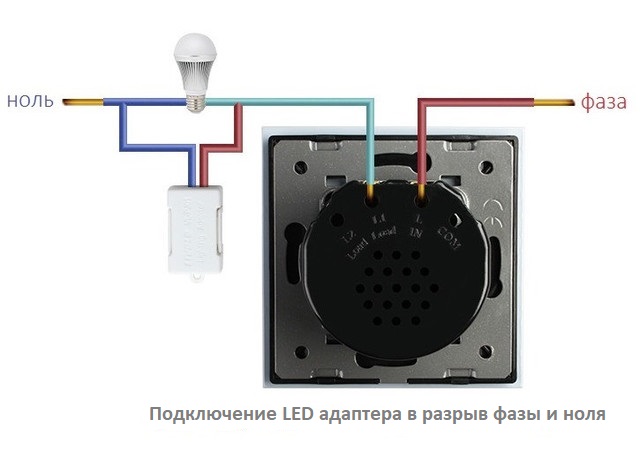 ноль
фаза
L2 L1 L
Load Load IN COM
CE
Подключение LED адаптера в разрыв фазы и ноля